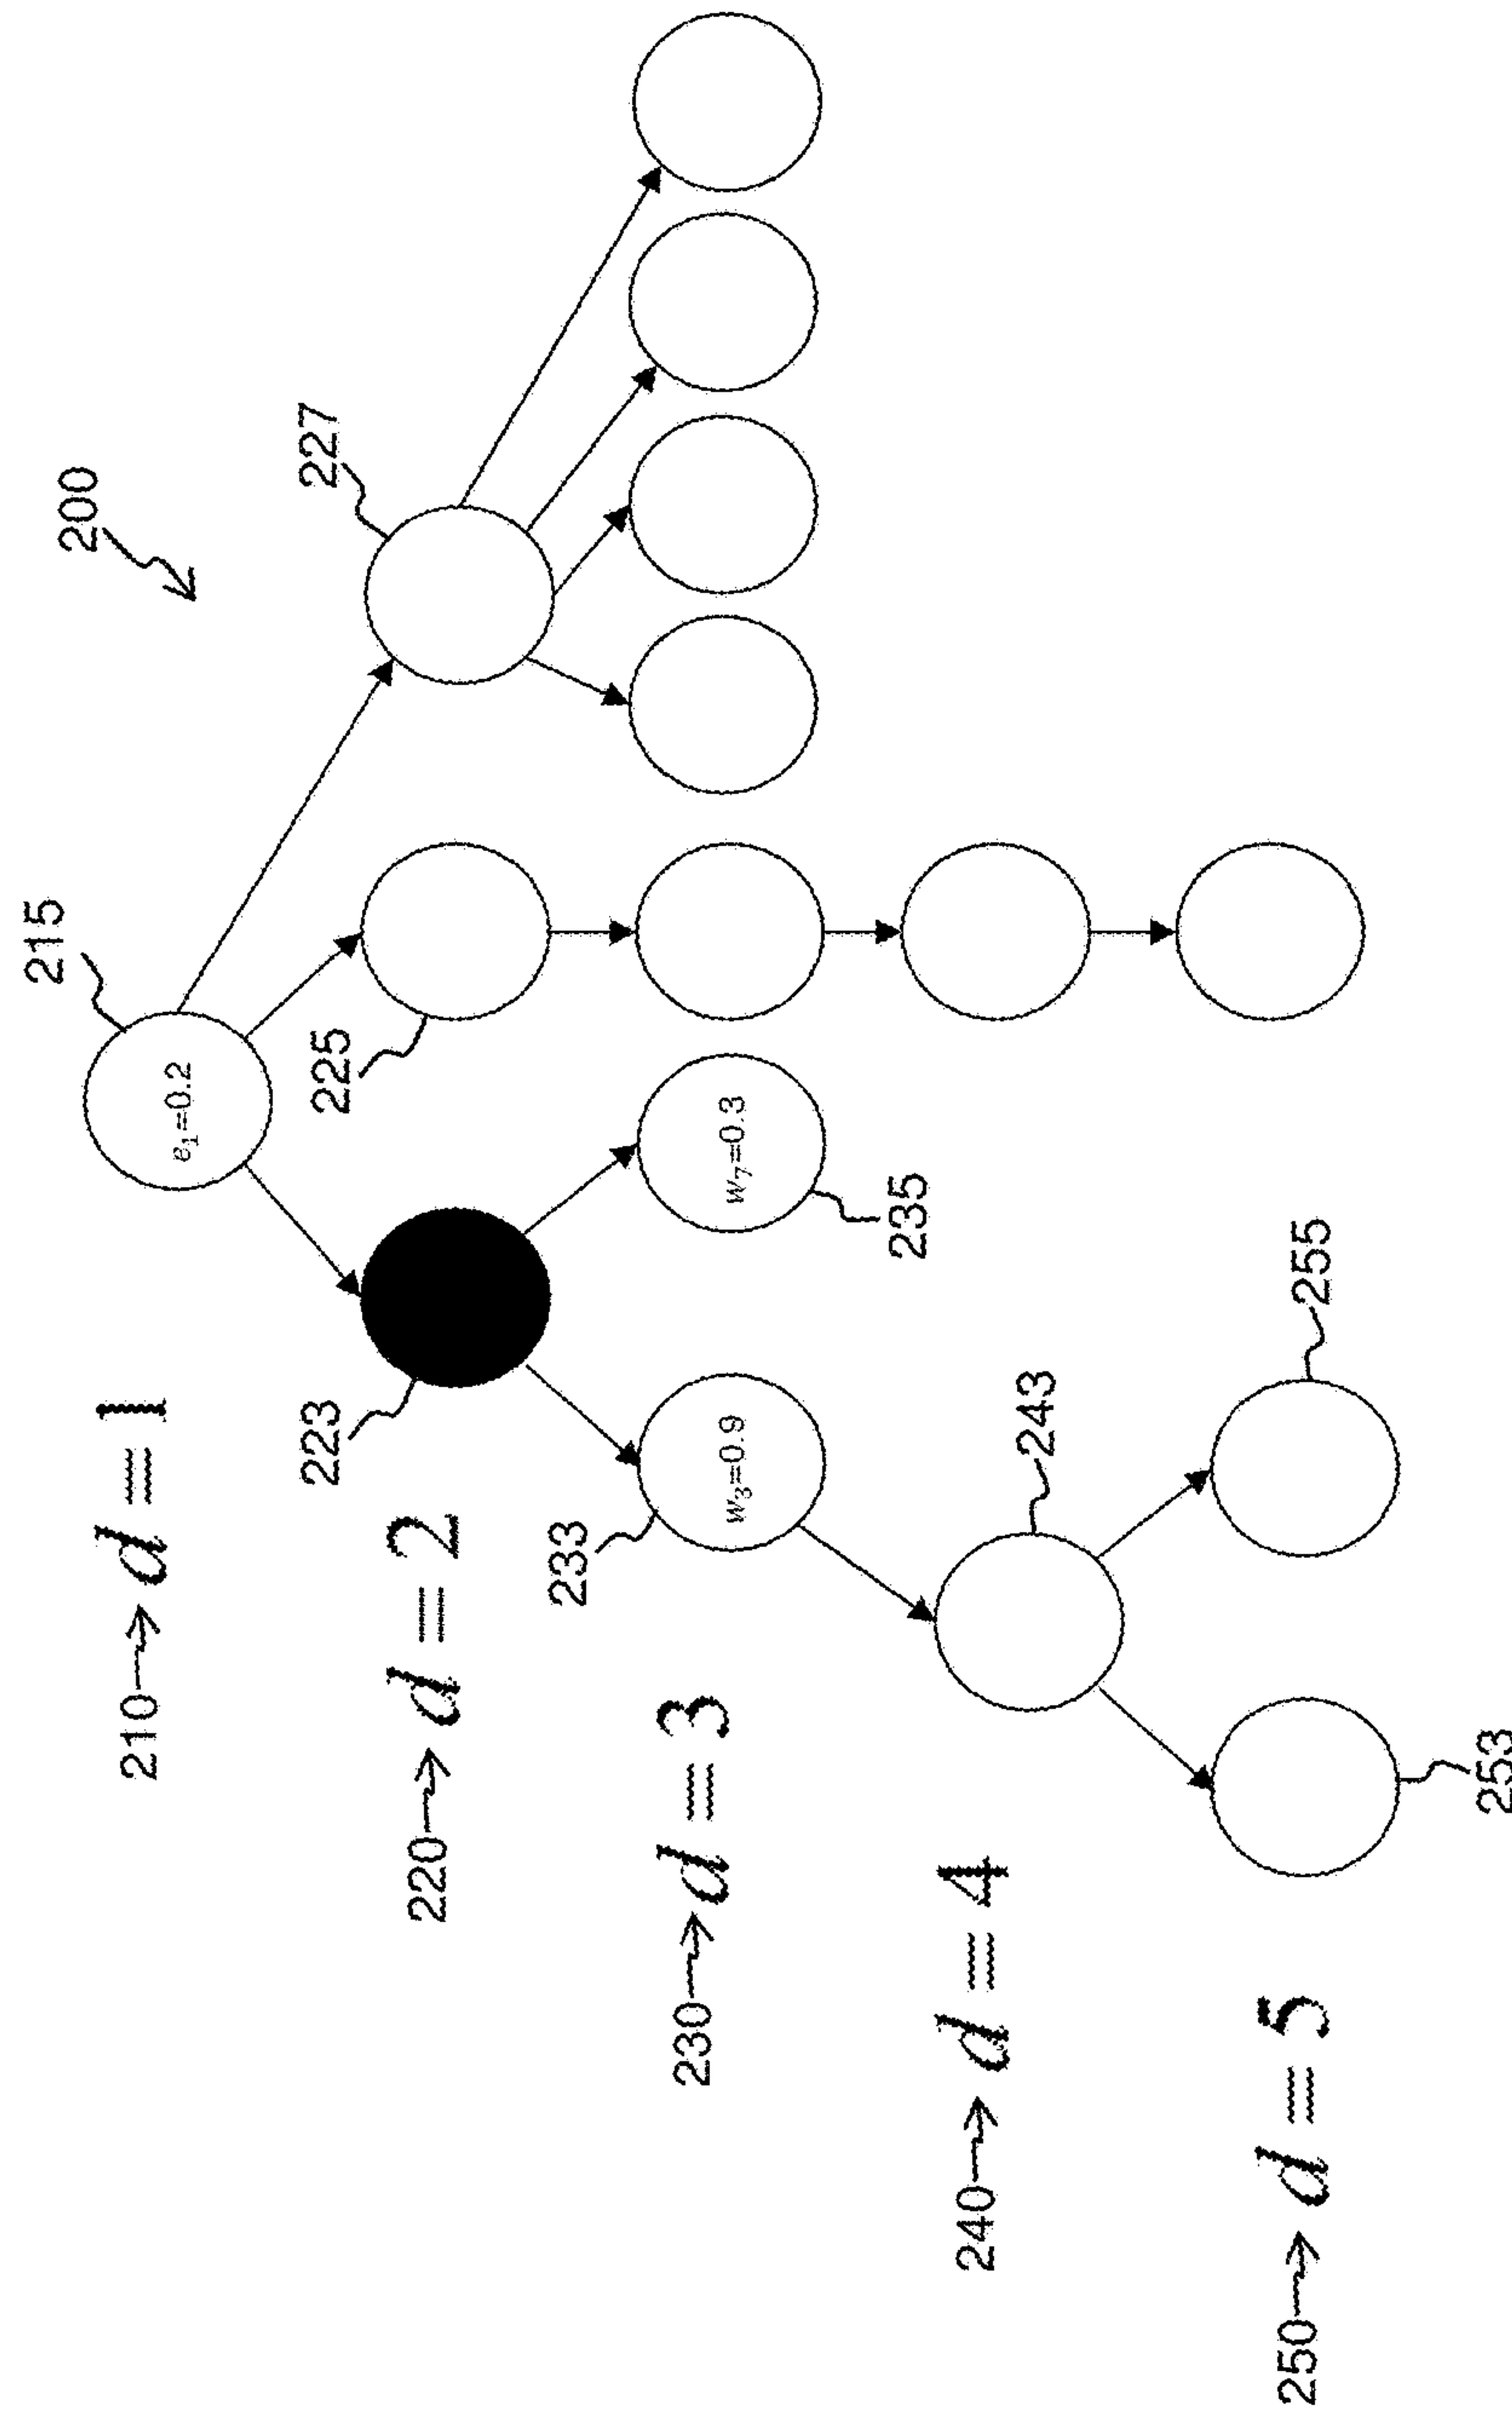 200
215
e₁=0.2
210 d = 1
220 d = 2
223
225
227
230 d = 3
233
w₃=0.9
w₇=0.3
235
240 d = 4
243
250 d = 5
253
255